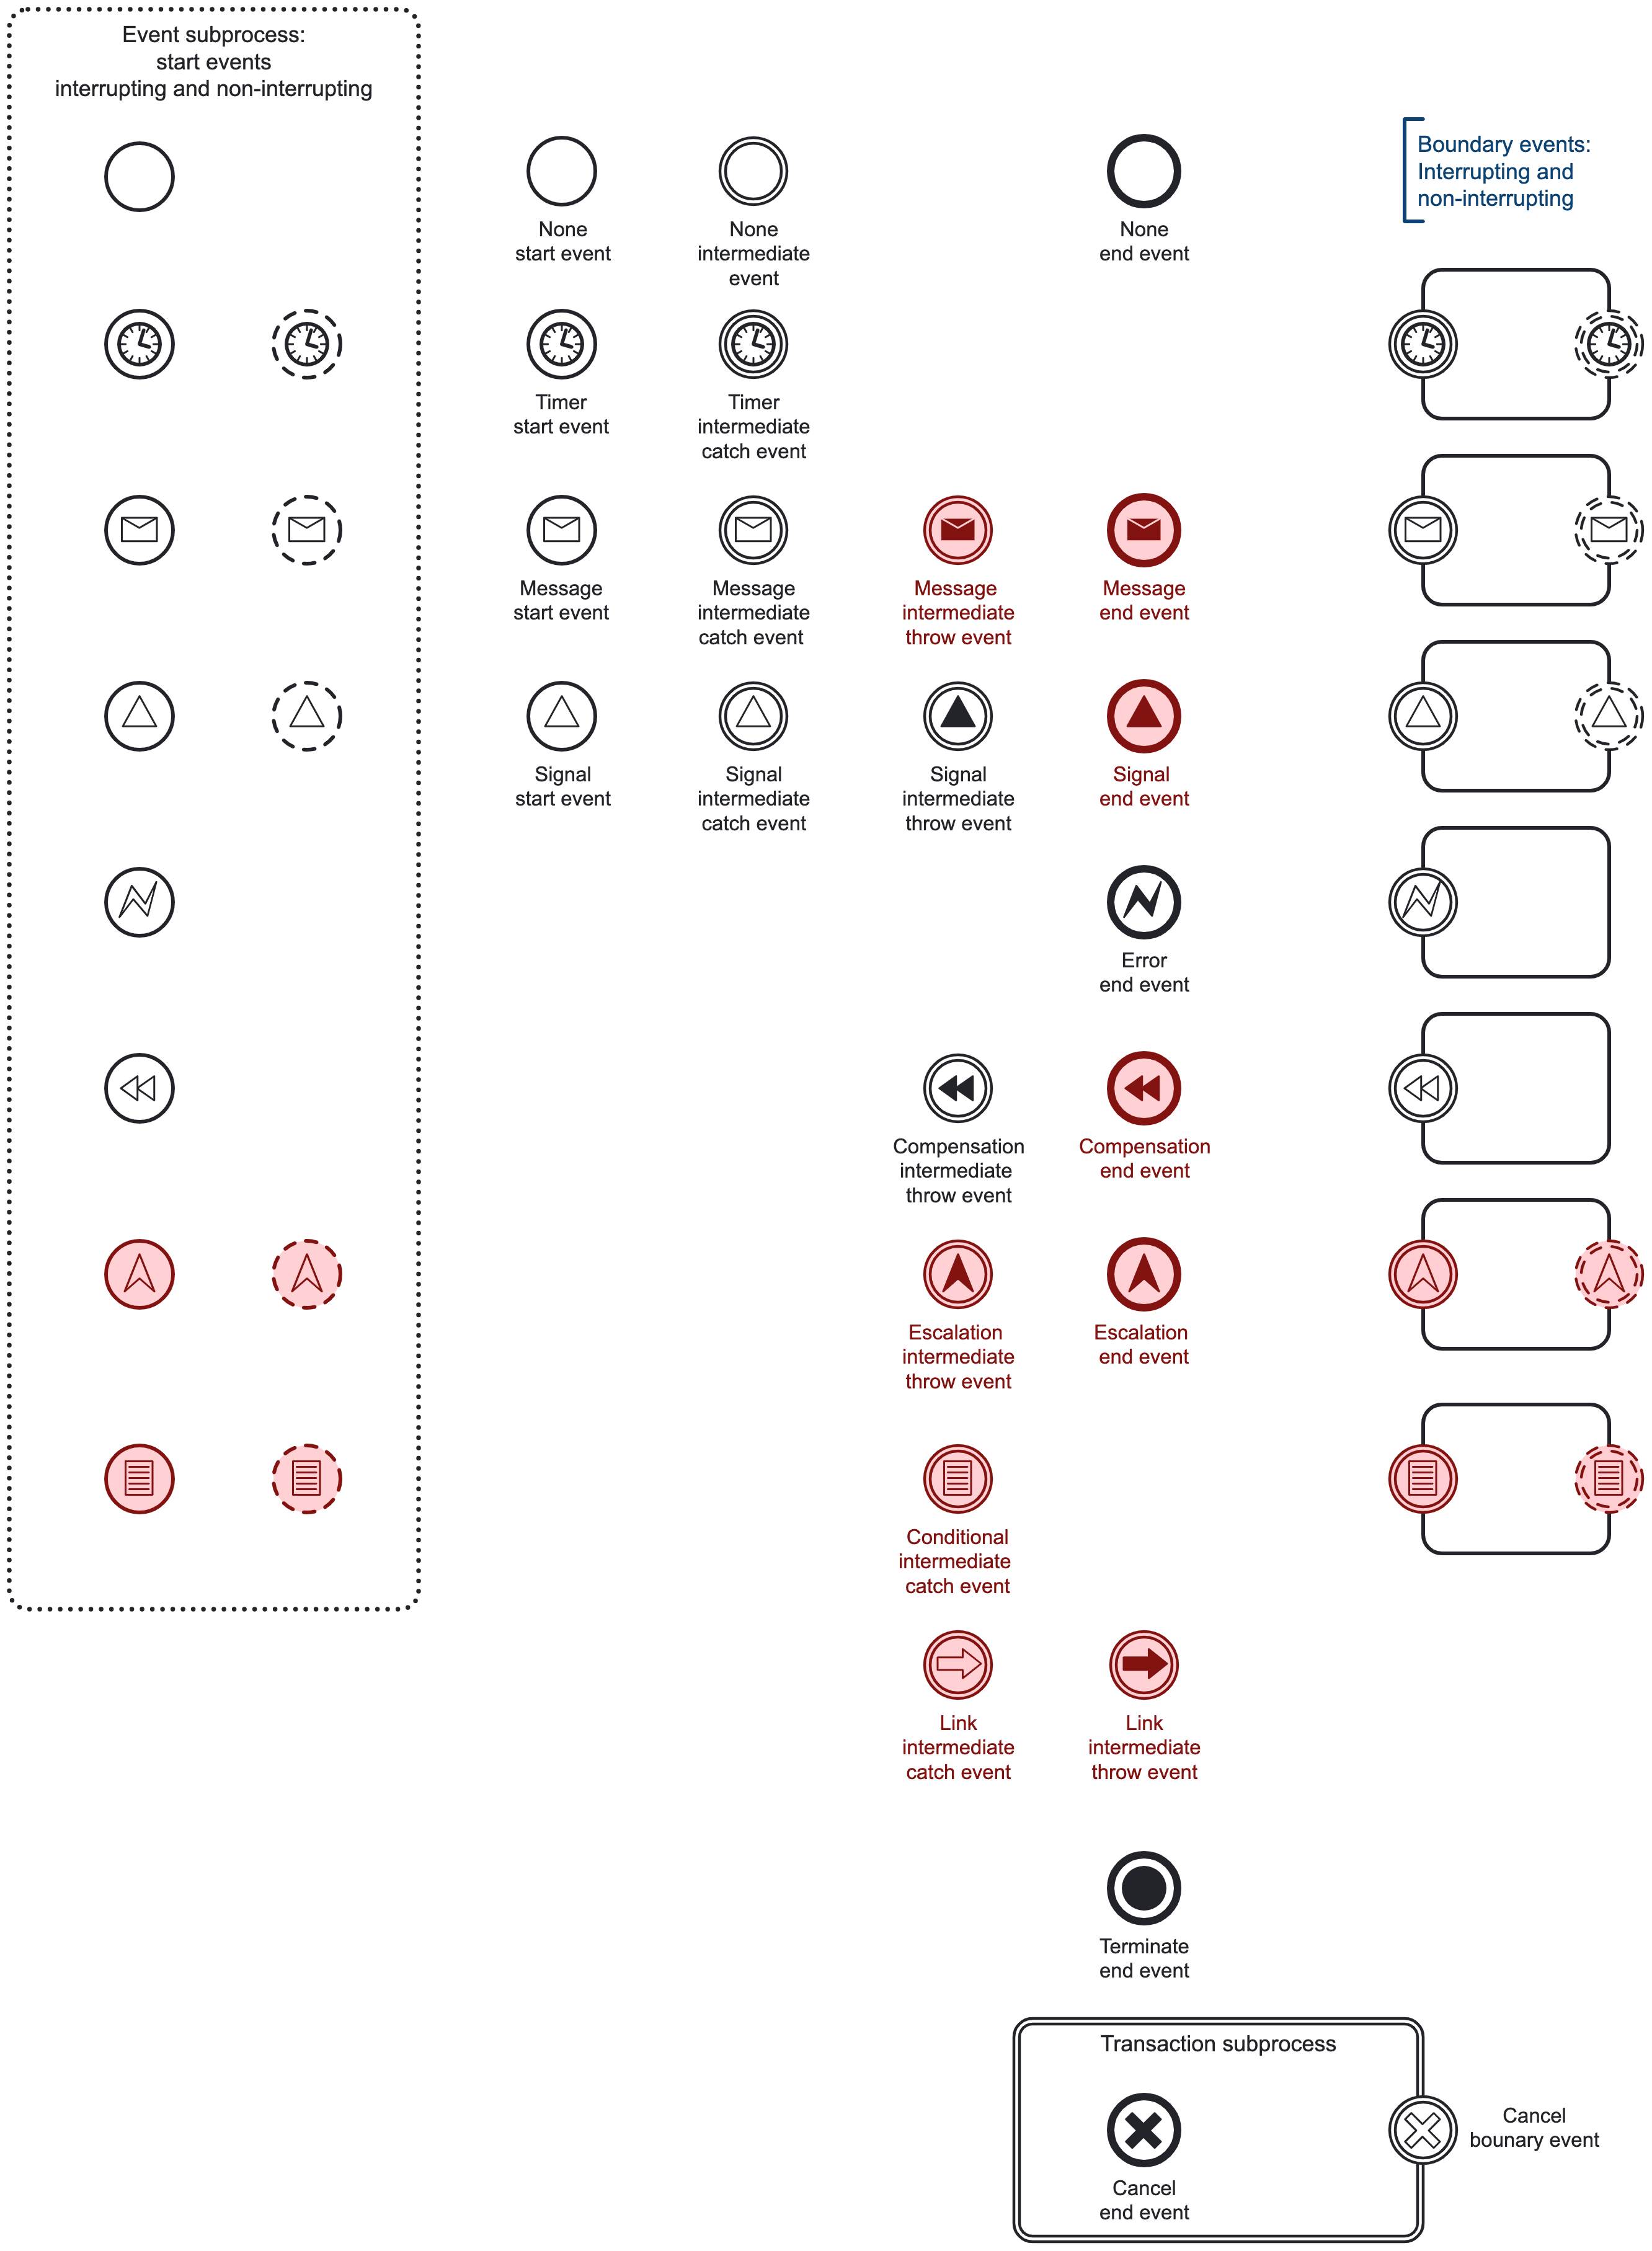 Event subprocess:
start events
interrupting and non-interrupting
Boundary events:
Interrupting and
non-interrupting
None
start event
None
intermediate
event
None
end event
Timer
start event
Timer
intermediate
catch event
Message
start event
Message
intermediate
catch event
Message
intermediate
throw event
Message
end event
Signal
start event
Signal
intermediate
catch event
Signal
intermediate
throw event
Signal
end event
Error
end event
Compensation
intermediate
throw event
Compensation
end event
Escalation
intermediate
throw event
Escalation
end event
Conditional
intermediate
catch event
Link
intermediate
catch event
Link
intermediate
throw event
Terminate
end event
Transaction subprocess
Cancel
end event
Cancel
bounary event